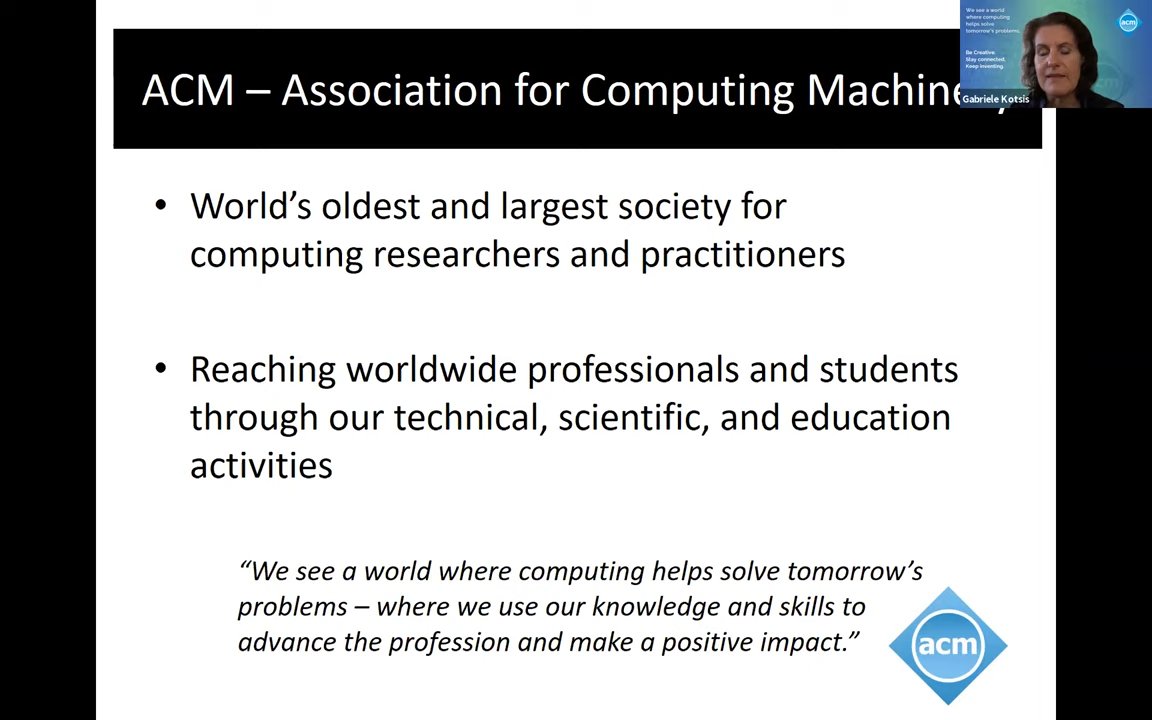 ACM – Association for Computing Machinery
• World’s oldest and largest society for
computing researchers and practitioners
• Reaching worldwide professionals and students
through our technical, scientific, and education
activities
“We see a world where computing helps solve tomorrow’s
problems – where we use our knowledge and skills to
advance the profession and make a positive impact.”
acm
We see a world
where computing
helps solve
tomorrow's problems.
Be Creative.
Stay connected.
Keep inventing.
acm
Gabriele Kotsis